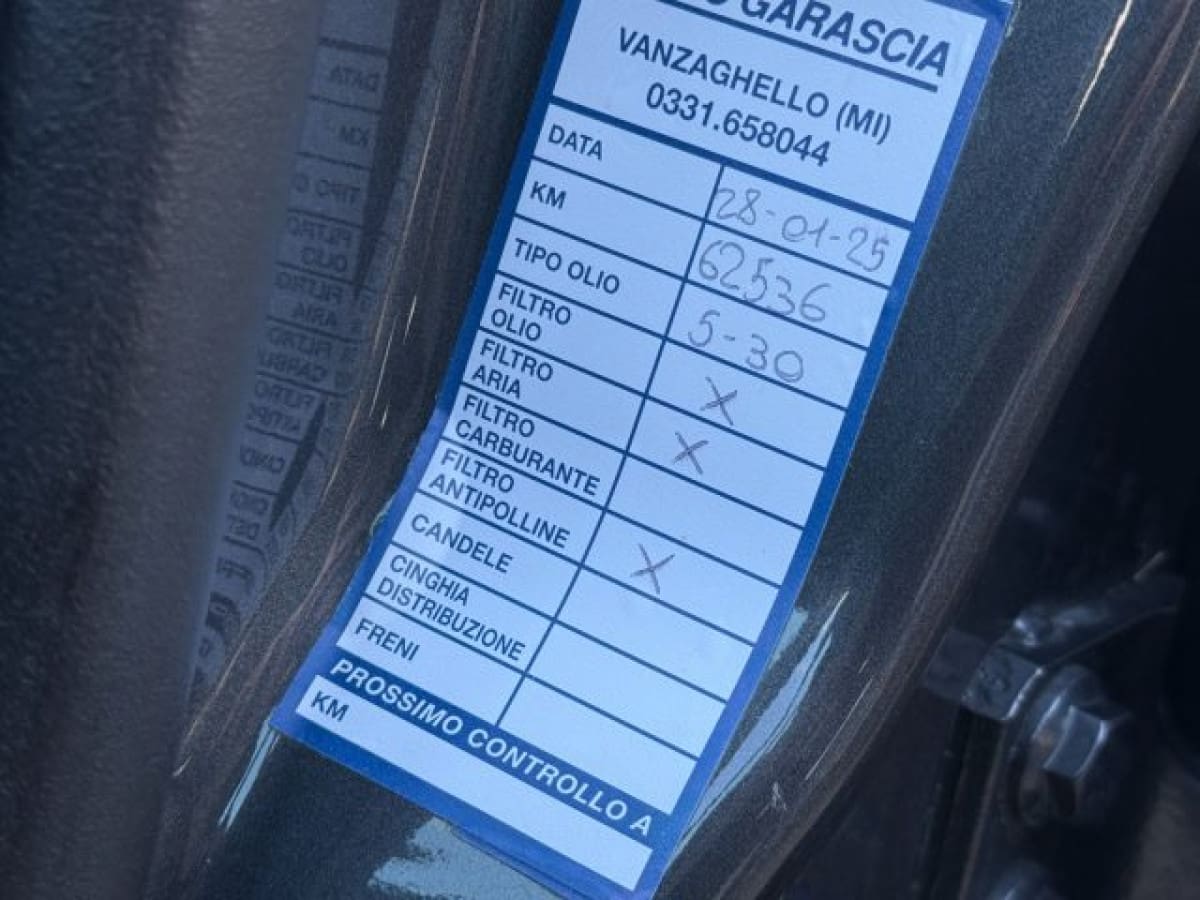 GARASCIA
VANZAGHELLO (MI)
0331.658044
DATA 28-01-25
KM 62536
TIPO OLIO 5-30
FILTRO
OLIO X
FILTRO
ARIA X
FILTRO
CARBURANTE
FILTRO
ANTIPOLLINE X
CANDELE
CINGHIA
DISTRIBUZIONE
FRENI
PROSSIMO CONTROLLO A
KM